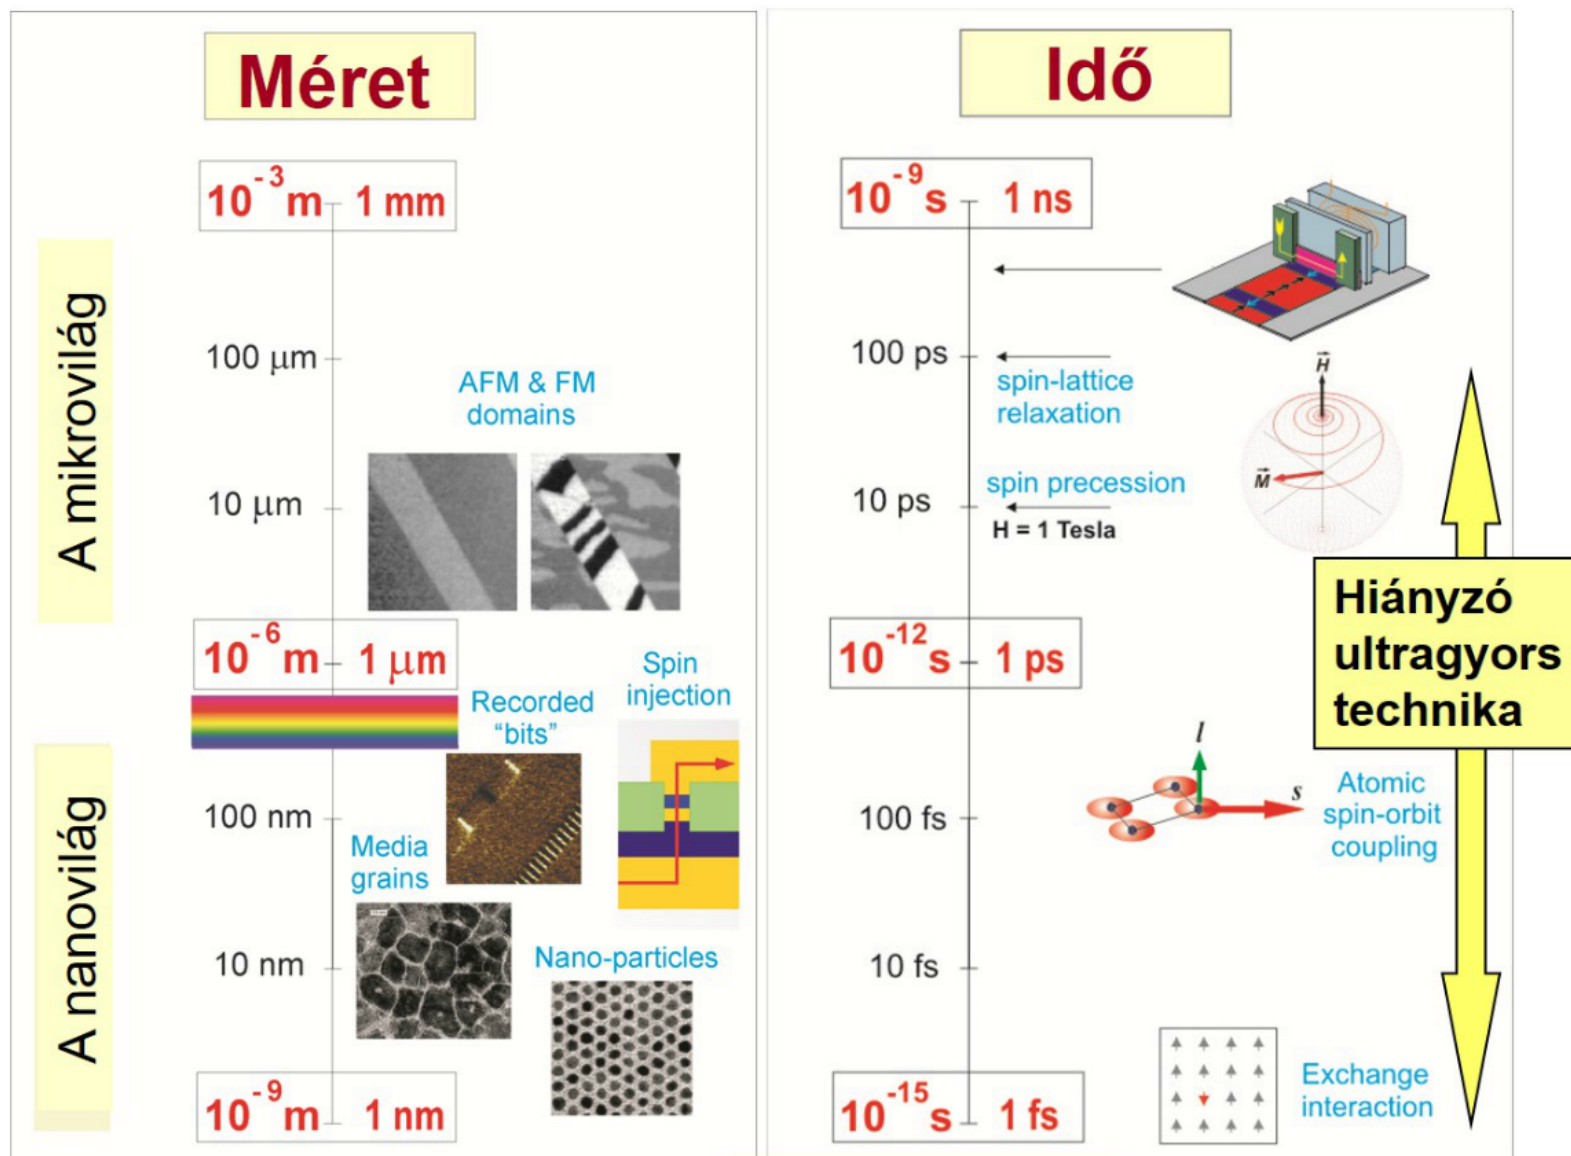 Méret
10⁻³ m 1 mm
A mikrovilág
100 μm
AFM & FM
domains
10 μm
10⁻⁶ m 1 μm
Spin
injection
Recorded
"bits"
A nanovilág
100 nm
Media
grains
10 nm
Nano-particles
10⁻⁹ m 1 nm
Idő
10⁻⁹ s 1 ns
100 ps
spin-lattice
relaxation
H
M
spin precession
10 ps
H = 1 Tesla
Hiányzó
ultragyors
technika
10⁻¹² s 1 ps
l
s
Atomic
spin-orbit
coupling
100 fs
10 fs
Exchange
interaction
10⁻¹⁵ s 1 fs